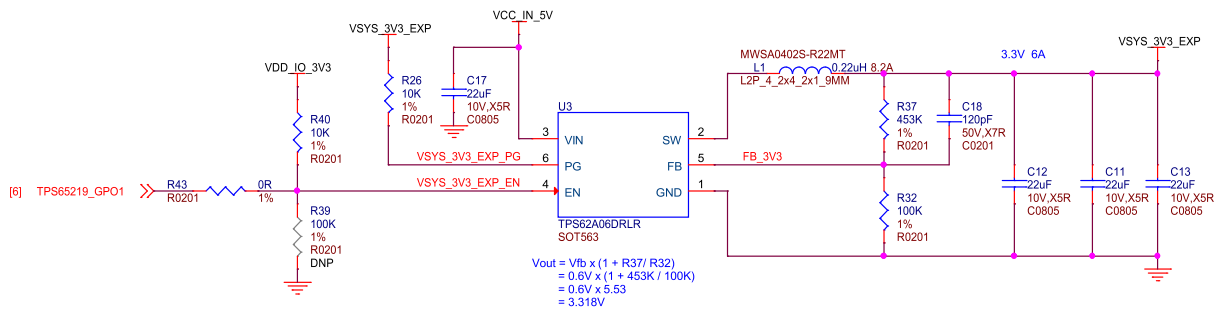 VCC_IN_5V
VSYS_3V3_EXP
VSYS_3V3_EXP
3.3V 6A
MWSA0402S-R22MT
L1 0.22uH 8.2A
L2P_4_2x4_2x1_9MM
VDD_IO_3V3
R26
10K
1%
R0201
C17
22uF
10V,X5R
C0805
R40
10K
1%
R0201
U3
3 VIN
SW 2
6 PG
FB 5
4 EN
GND 1
TPS62A06DRLR
SOT563
R37
453K
1%
R0201
C18
120pF
50V,X7R
C0201
VSYS_3V3_EXP_PG
FB_3V3
VSYS_3V3_EXP_EN
[6] TPS65219_GPO1
R43 0R
R0201 1%
R39
100K
1%
R0201
DNP
R32
100K
1%
R0201
C12
22uF
10V,X5R
C0805
C11
22uF
10V,X5R
C0805
C13
22uF
10V,X5R
C0805
Vout = Vfb x (1 + R37/ R32)
= 0.6V x (1 + 453K / 100K)
= 0.6V x 5.53
= 3.318V